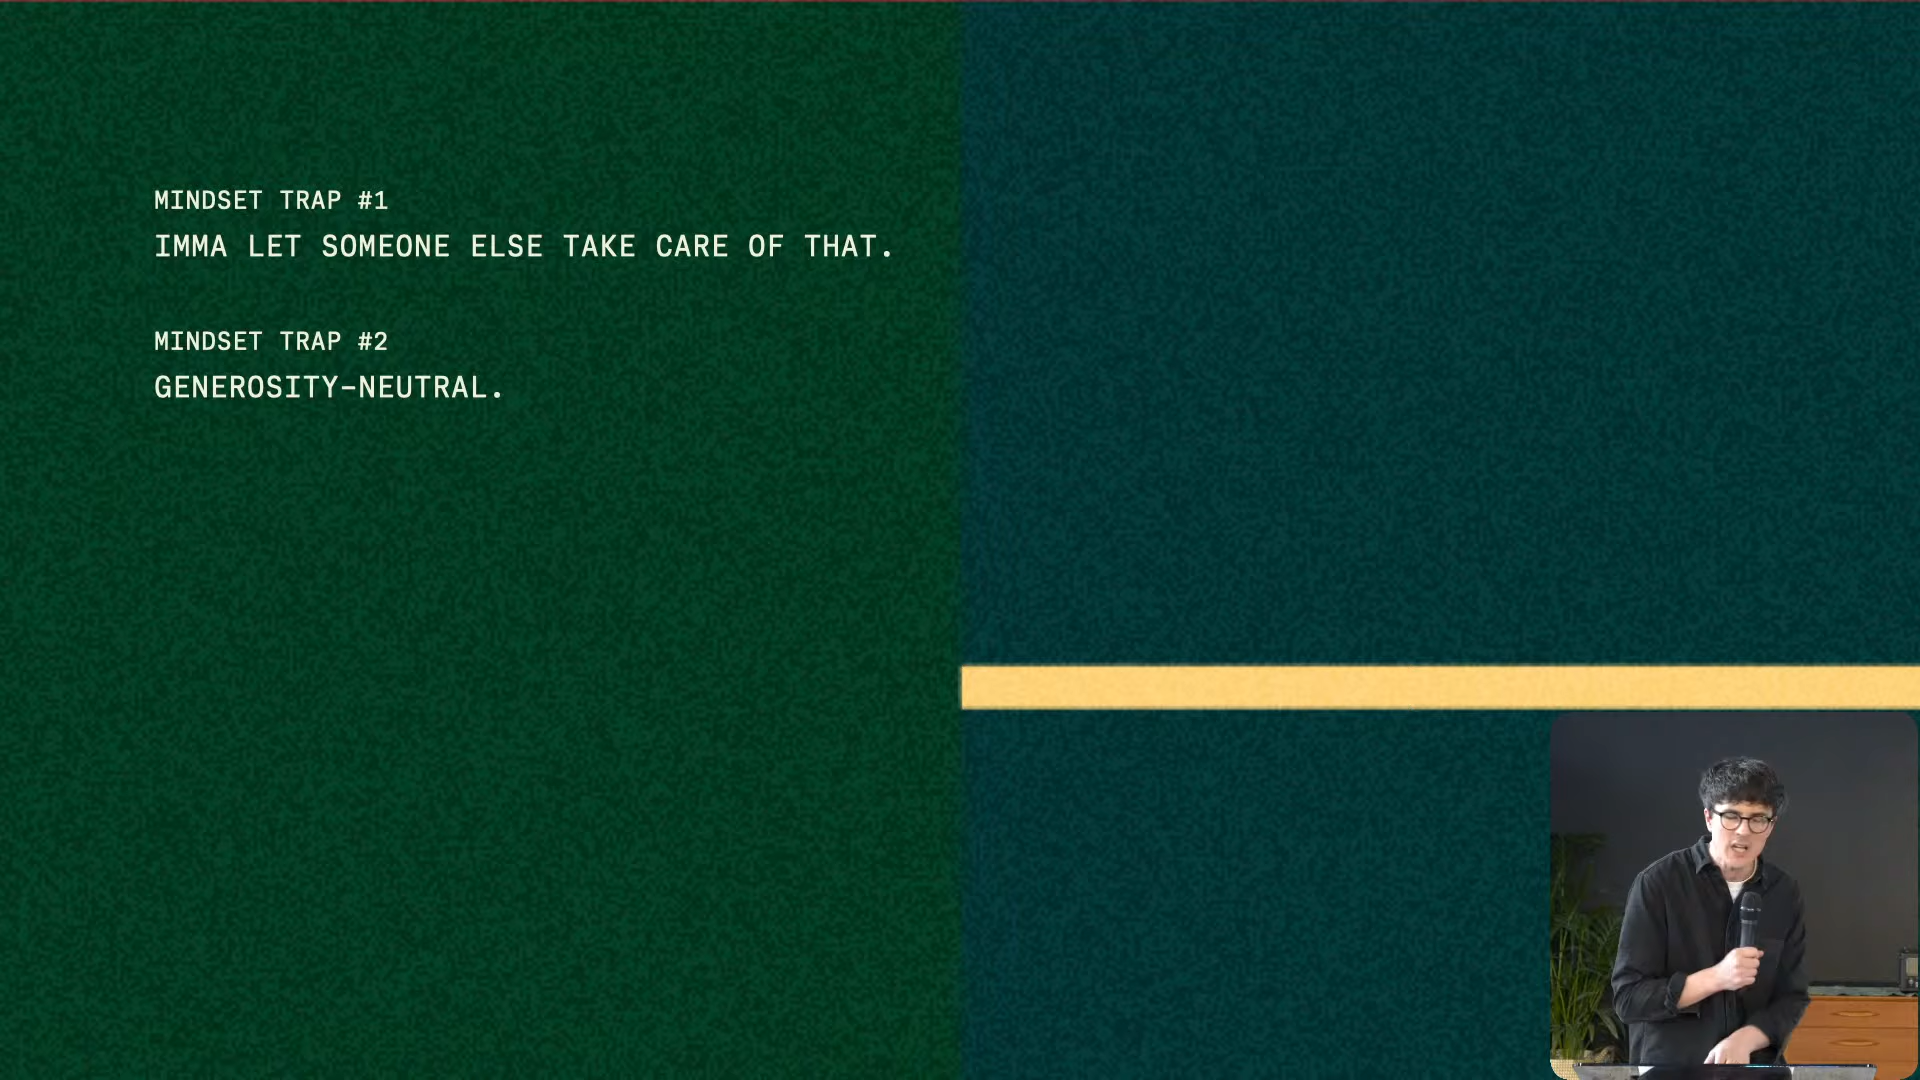 MINDSET TRAP #1
IMMA LET SOMEONE ELSE TAKE CARE OF THAT.
MINDSET TRAP #2
GENEROSITY-NEUTRAL.